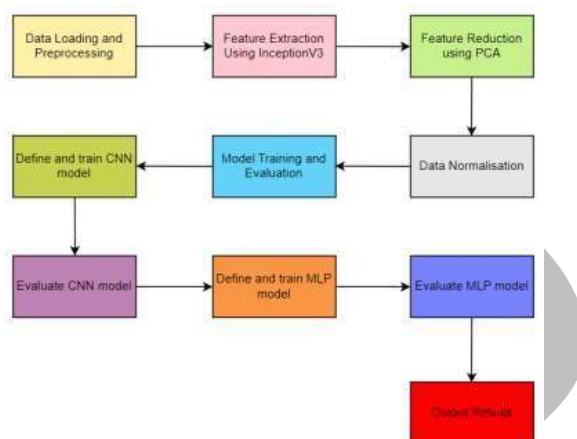 Data Loading and
Preprocessing
Feature Extraction
Using InceptionV3
Feature Reduction
using PCA
Define and train CNN
model
Model Training and
Evaluation
Data Normalisation
Evaluate CNN model
Define and train MLP
model
Evaluate MLP model
Output Results